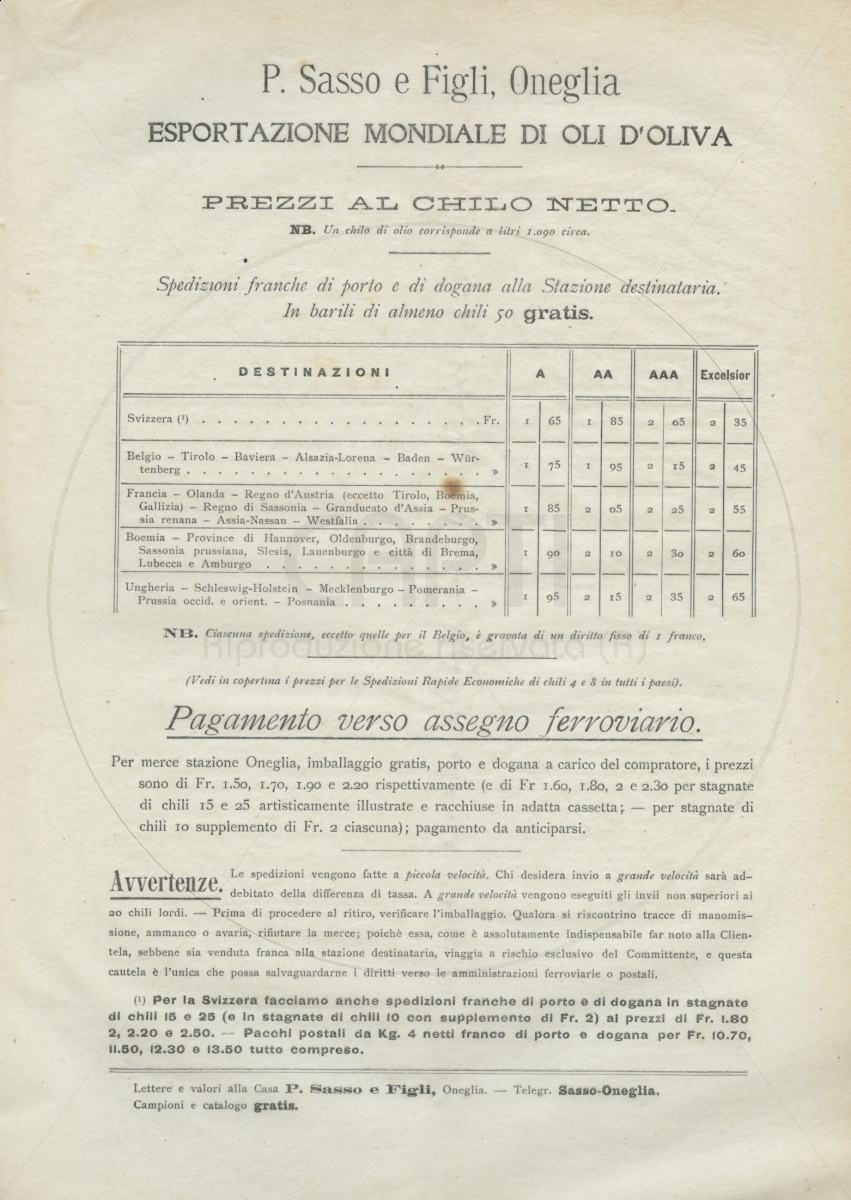 P. Sasso e Figli, Oneglia
ESPORTAZIONE MONDIALE DI OLI D'OLIVA
PREZZI AL CHILO NETTO.
NB. Un chilo di olio corrisponde a litri 1.090 circa.
Spedizioni franche di porto e di dogana alla Stazione destinataria.
In barili di almeno chili 50 gratis.
DESTINAZIONI A AA AAA Excelsior
Svizzera (¹) . . . . . . . . . . . . . . . . . Fr. 1 65 1 85 2 05 2 35
Belgio – Tirolo – Baviera – Alsazia-Lorena – Baden – Wür-
tenberg . . . . . . . . . . . . . . . . . . » 1 75 1 95 2 15 2 45
Francia – Olanda – Regno d'Austria (eccetto Tirolo, Boemia,
Gallizia) – Regno di Sassonia – Granducato d'Assia – Prus-
sia renana – Assia-Nassau – Westfalia . . . . . . . » 1 85 2 05 2 25 2 55
Boemia – Province di Hannover, Oldenburgo, Brandeburgo,
Sassonia prussiana, Slesia, Lauenburgo e città di Brema,
Lubecca e Amburgo . . . . . . . . . . . . . » 1 90 2 10 2 30 2 60
Ungheria – Schleswig-Holstein – Mecklenburgo – Pomerania –
Prussia occid. e orient. – Posnania . . . . . . . . . » 1 95 2 15 2 35 2 65
NB. Ciascuna spedizione, eccetto quelle per il Belgio, è gravata di un diritto fisso di 1 franco.
Riproduzione riservata (R)
(Vedi in copertina i prezzi per le Spedizioni Rapide Economiche di chili 4 e 8 in tutti i paesi).
Pagamento verso assegno ferroviario.
Per merce stazione Oneglia, imballaggio gratis, porto e dogana a carico del compratore, i prezzi
sono di Fr. 1.50, 1.70, 1.90 e 2.20 rispettivamente (e di Fr 1.60, 1.80, 2 e 2.30 per stagnate
di chili 15 e 25 artisticamente illustrate e racchiuse in adatta cassetta; — per stagnate di
chili 10 supplemento di Fr. 2 ciascuna); pagamento da anticiparsi.
Avvertenze. Le spedizioni vengono fatte a piccola velocità. Chi desidera invio a grande velocità sarà ad-
debitato della differenza di tassa. A grande velocità vengono eseguiti gli invii non superiori ai
20 chili lordi. — Prima di procedere al ritiro, verificare l'imballaggio. Qualora si riscontrino tracce di manomis-
sione, ammanco o avaria, rifiutare la merce; poichè essa, come è assolutamente indispensabile far noto alla Clien-
tela, sebbene sia venduta franca alla stazione destinataria, viaggia a rischio esclusivo del Committente, e questa
cautela è l'unica che possa salvaguardarne i diritti verso le amministrazioni ferroviarie o postali.
(¹) Per la Svizzera facciamo anche spedizioni franche di porto e di dogana in stagnate
di chili 15 e 25 (e in stagnate di chili 10 con supplemento di Fr. 2) ai prezzi di Fr. 1.80
2, 2.20 e 2.50. — Pacchi postali da Kg. 4 netti franco di porto e dogana per Fr. 10.70,
11.50, 12.30 e 13.50 tutto compreso.
Lettere e valori alla Casa P. Sasso e Figli, Oneglia. — Telegr. Sasso-Oneglia.
Campioni e catalogo gratis.